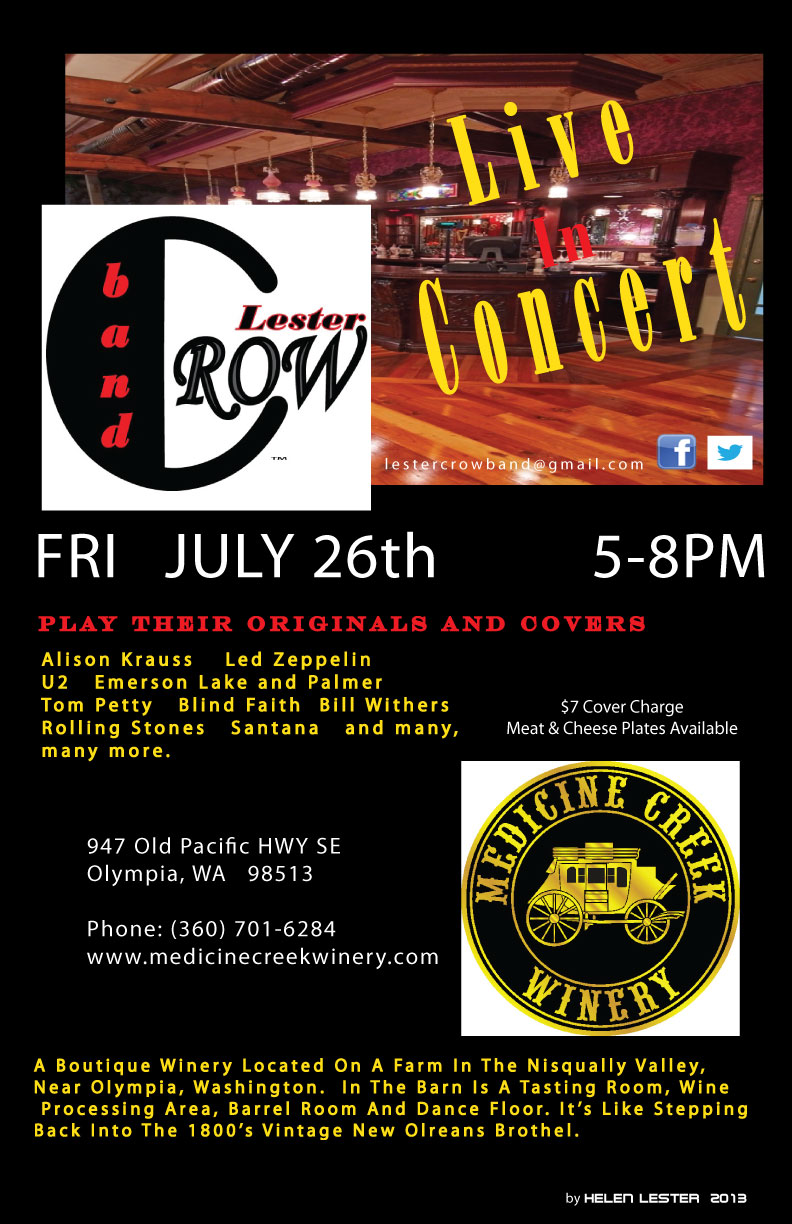 Live
In
Concert
band
Lester
CROW
™
lestercrowband@gmail.com
FRI JULY 26th 5-8PM
PLAY THEIR ORIGINALS AND COVERS
Alison Krauss Led Zeppelin
U2 Emerson Lake and Palmer
Tom Petty Blind Faith Bill Withers
Rolling Stones Santana and many,
many more.
$7 Cover Charge
Meat & Cheese Plates Available
MEDICINE CREEK
WINERY
947 Old Pacific HWY SE
Olympia, WA 98513
Phone: (360) 701-6284
www.medicinecreekwinery.com
A Boutique Winery Located On A Farm In The Nisqually Valley,
Near Olympia, Washington. In The Barn Is A Tasting Room, Wine
Processing Area, Barrel Room And Dance Floor. It's Like Stepping
Back Into The 1800's Vintage New Olreans Brothel.
by HELEN LESTER 2013